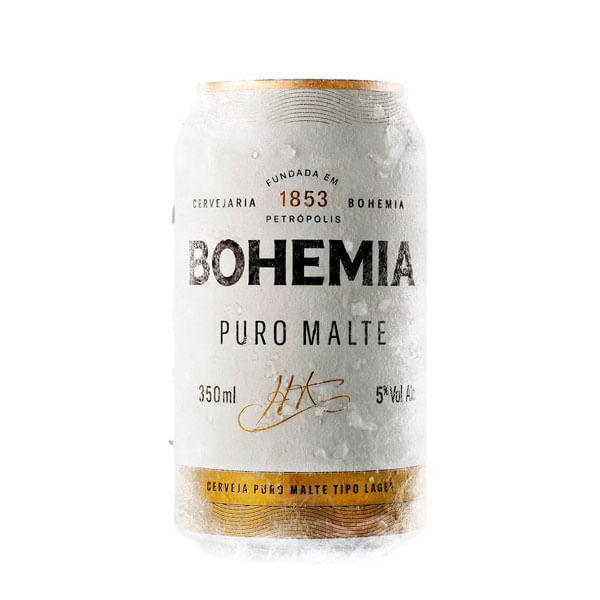 FUNDADA EM
CERVEJARIA 1853 BOHEMIA
PETRÓPOLIS
BOHEMIA
PURO MALTE
350ml 5% Vol Alc
CERVEJA PURO MALTE TIPO LAGER